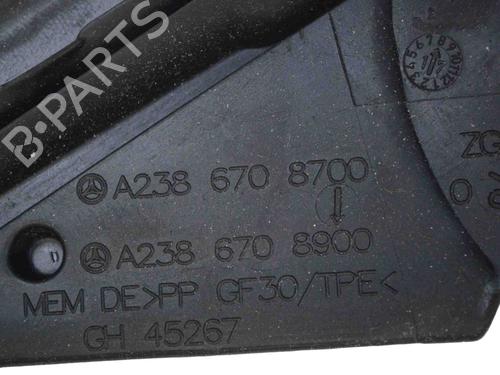 B-PARTS
A238 670 8700
A238 670 8900
MEM DE>PP GF30/TPE<
GH 45267
ZG